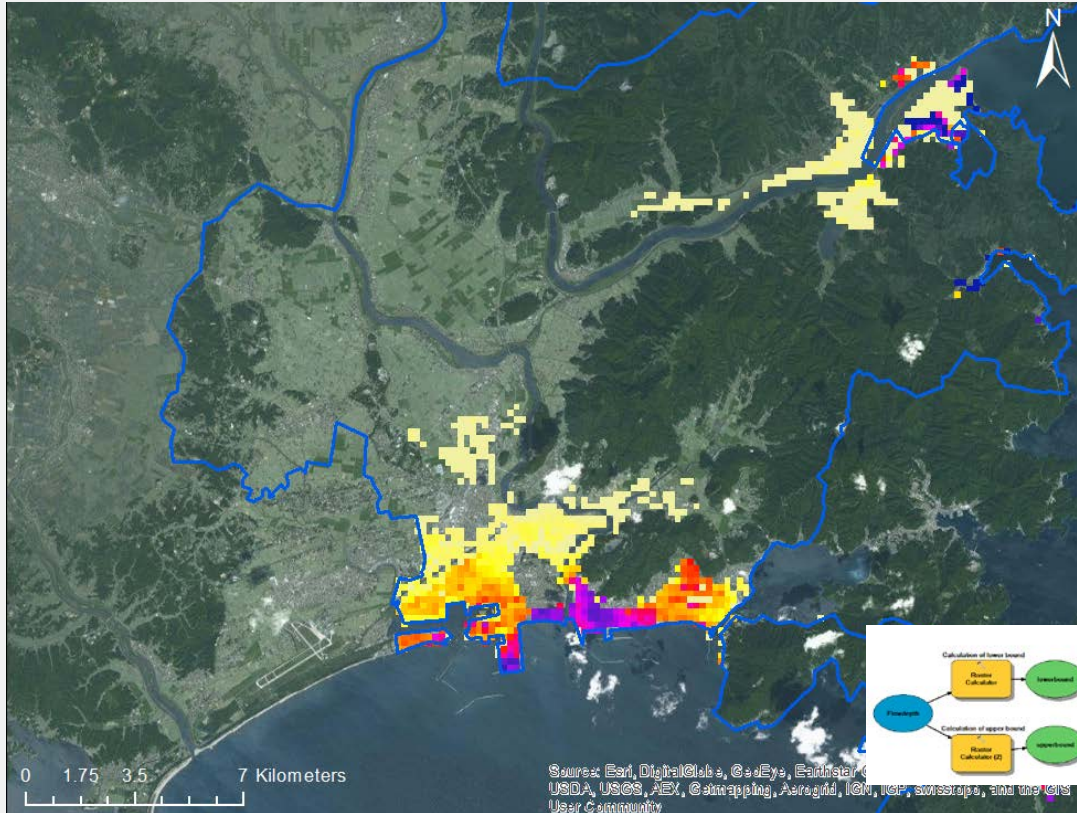 N
Calculation of lower bound
Raster
Calculator
lowerbound
Calculation of upper bound
Raster
Calculator (2)
upperbound
0 1.75 3.5 7 Kilometers
Source: Esri, DigitalGlobe, GeoEye, Earthstar
USDA, USGS, AEX, Getmapping, Aerogrid, IGN, IGP, swisstopo, and the GIS
User Community